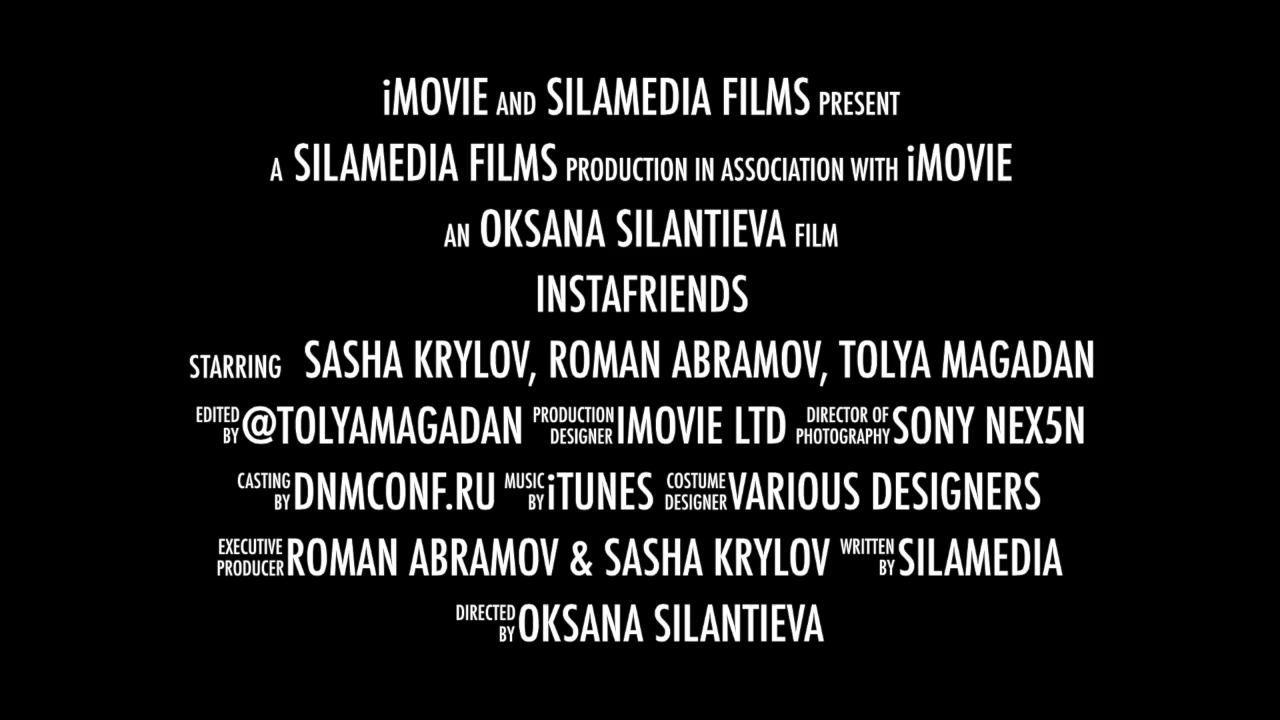 iMOVIE AND SILAMEDIA FILMS PRESENT
A SILAMEDIA FILMS PRODUCTION IN ASSOCIATION WITH iMOVIE
AN OKSANA SILANTIEVA FILM
INSTAFRIENDS
STARRING SASHA KRYLOV, ROMAN ABRAMOV, TOLYA MAGADAN
EDITED BY @TOLYAMAGADAN PRODUCTION DESIGNER IMOVIE LTD DIRECTOR OF PHOTOGRAPHY SONY NEX5N
CASTING BY DNMCONF.RU MUSIC BY iTUNES COSTUME DESIGNER VARIOUS DESIGNERS
EXECUTIVE PRODUCER ROMAN ABRAMOV & SASHA KRYLOV WRITTEN BY SILAMEDIA
DIRECTED BY OKSANA SILANTIEVA